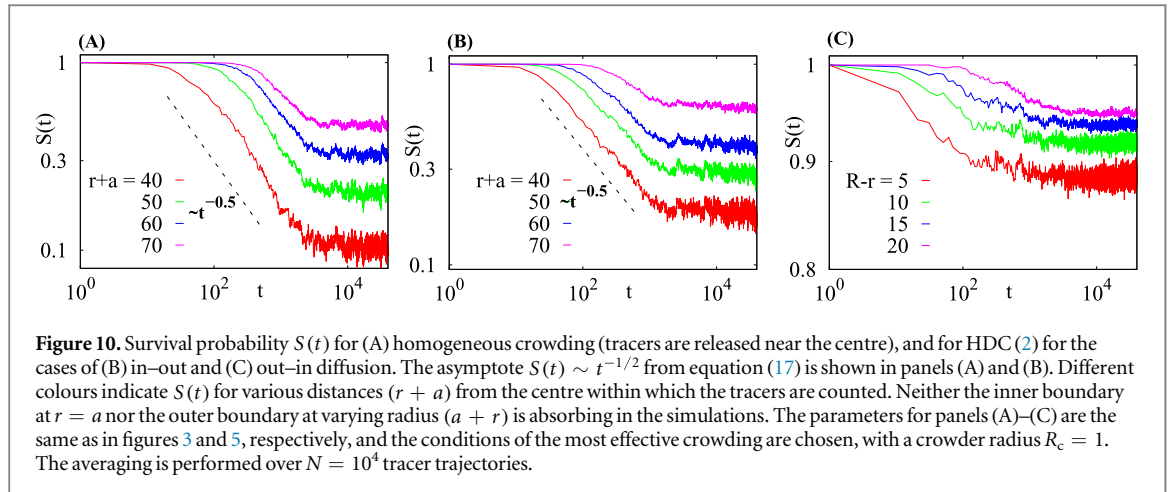 (A)
(B)
(C)
S(t)
1
0.3
0.1
r+a = 40
50
60
70
~t^−0.5
10^0
10^2
t
10^4
S(t)
1
0.3
0.1
r+a = 40
50
60
70
~t^−0.5
10^0
10^2
t
10^4
S(t)
1
0.9
0.8
R-r = 5
10
15
20
10^0
10^2
t
10^4
Figure 10. Survival probability S(t) for (A) homogeneous crowding (tracers are released near the centre), and for HDC (2) for the
cases of (B) in–out and (C) out–in diffusion. The asymptote S(t) ∼ t^−1/2 from equation (17) is shown in panels (A) and (B). Different
colours indicate S(t) for various distances (r + a) from the centre within which the tracers are counted. Neither the inner boundary
at r = a nor the outer boundary at varying radius (a + r) is absorbing in the simulations. The parameters for panels (A)–(C) are the
same as in figures 3 and 5, respectively, and the conditions of the most effective crowding are chosen, with a crowder radius R_c = 1.
The averaging is performed over N = 10^4 tracer trajectories.